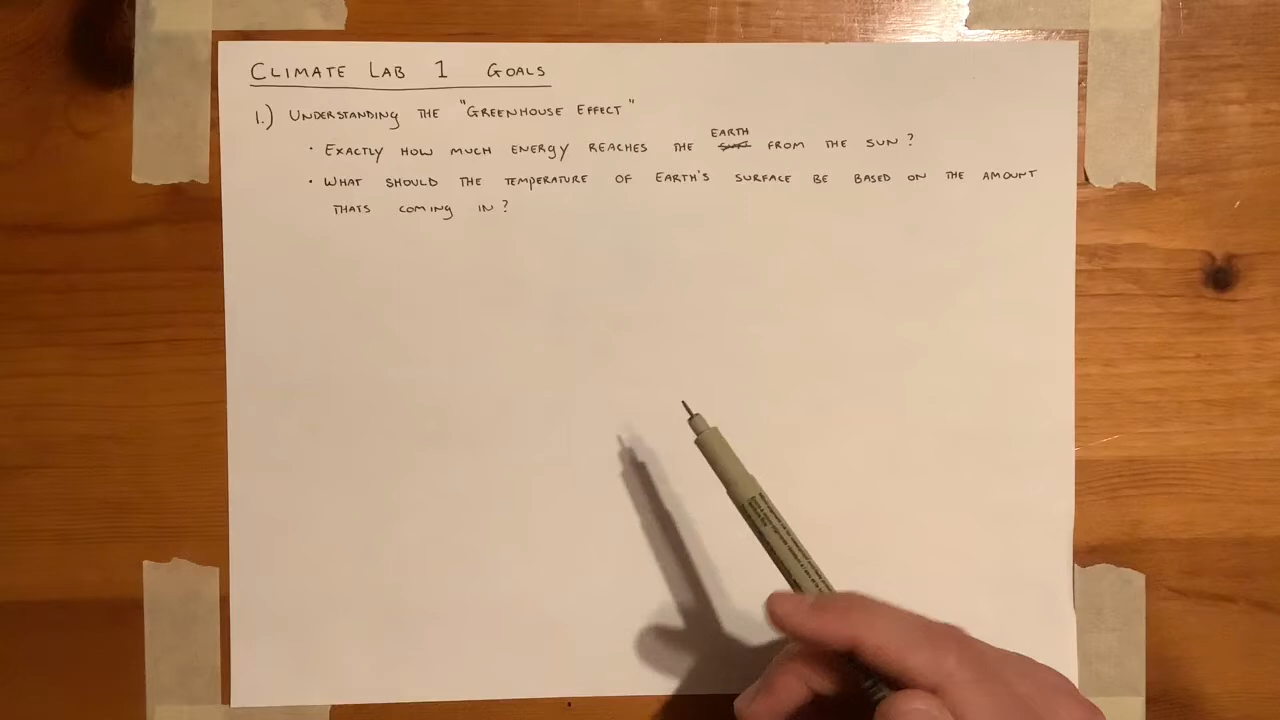 CLIMATE LAB 1 GOALS
1.) UNDERSTANDING THE "GREENHOUSE EFFECT"
EARTH
· EXACTLY HOW MUCH ENERGY REACHES THE FROM THE SUN?
· WHAT SHOULD THE TEMPERATURE OF EARTH'S SURFACE BE BASED ON THE AMOUNT
THATS COMING IN?